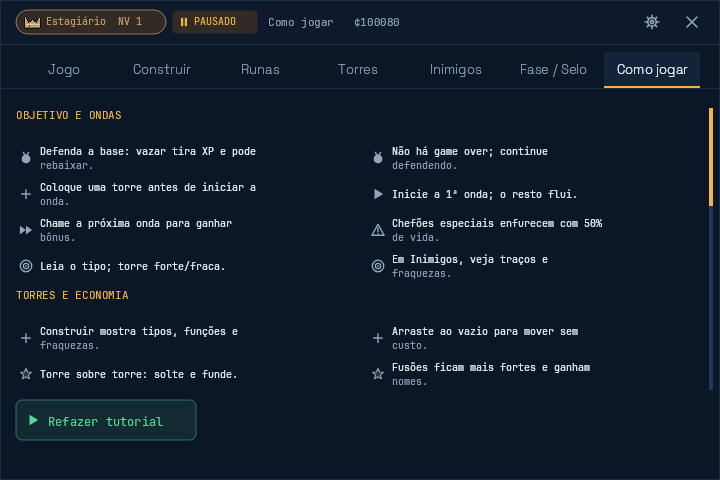 Estagiário NV 1
PAUSADO
Como jogar
¢100080
Jogo
Construir
Runas
Torres
Inimigos
Fase / Selo
Como jogar
OBJETIVO E ONDAS
Defenda a base: vazar tira XP e pode
rebaixar.
Não há game over; continue
defendendo.
Coloque uma torre antes de iniciar a
onda.
Inicie a 1ª onda; o resto flui.
Chame a próxima onda para ganhar
bônus.
Chefões especiais enfurecem com 50%
de vida.
Leia o tipo; torre forte/fraca.
Em Inimigos, veja traços e
fraquezas.
TORRES E ECONOMIA
Construir mostra tipos, funções e
fraquezas.
Arraste ao vazio para mover sem
custo.
Torre sobre torre: solte e funde.
Fusões ficam mais fortes e ganham
nomes.
Refazer tutorial